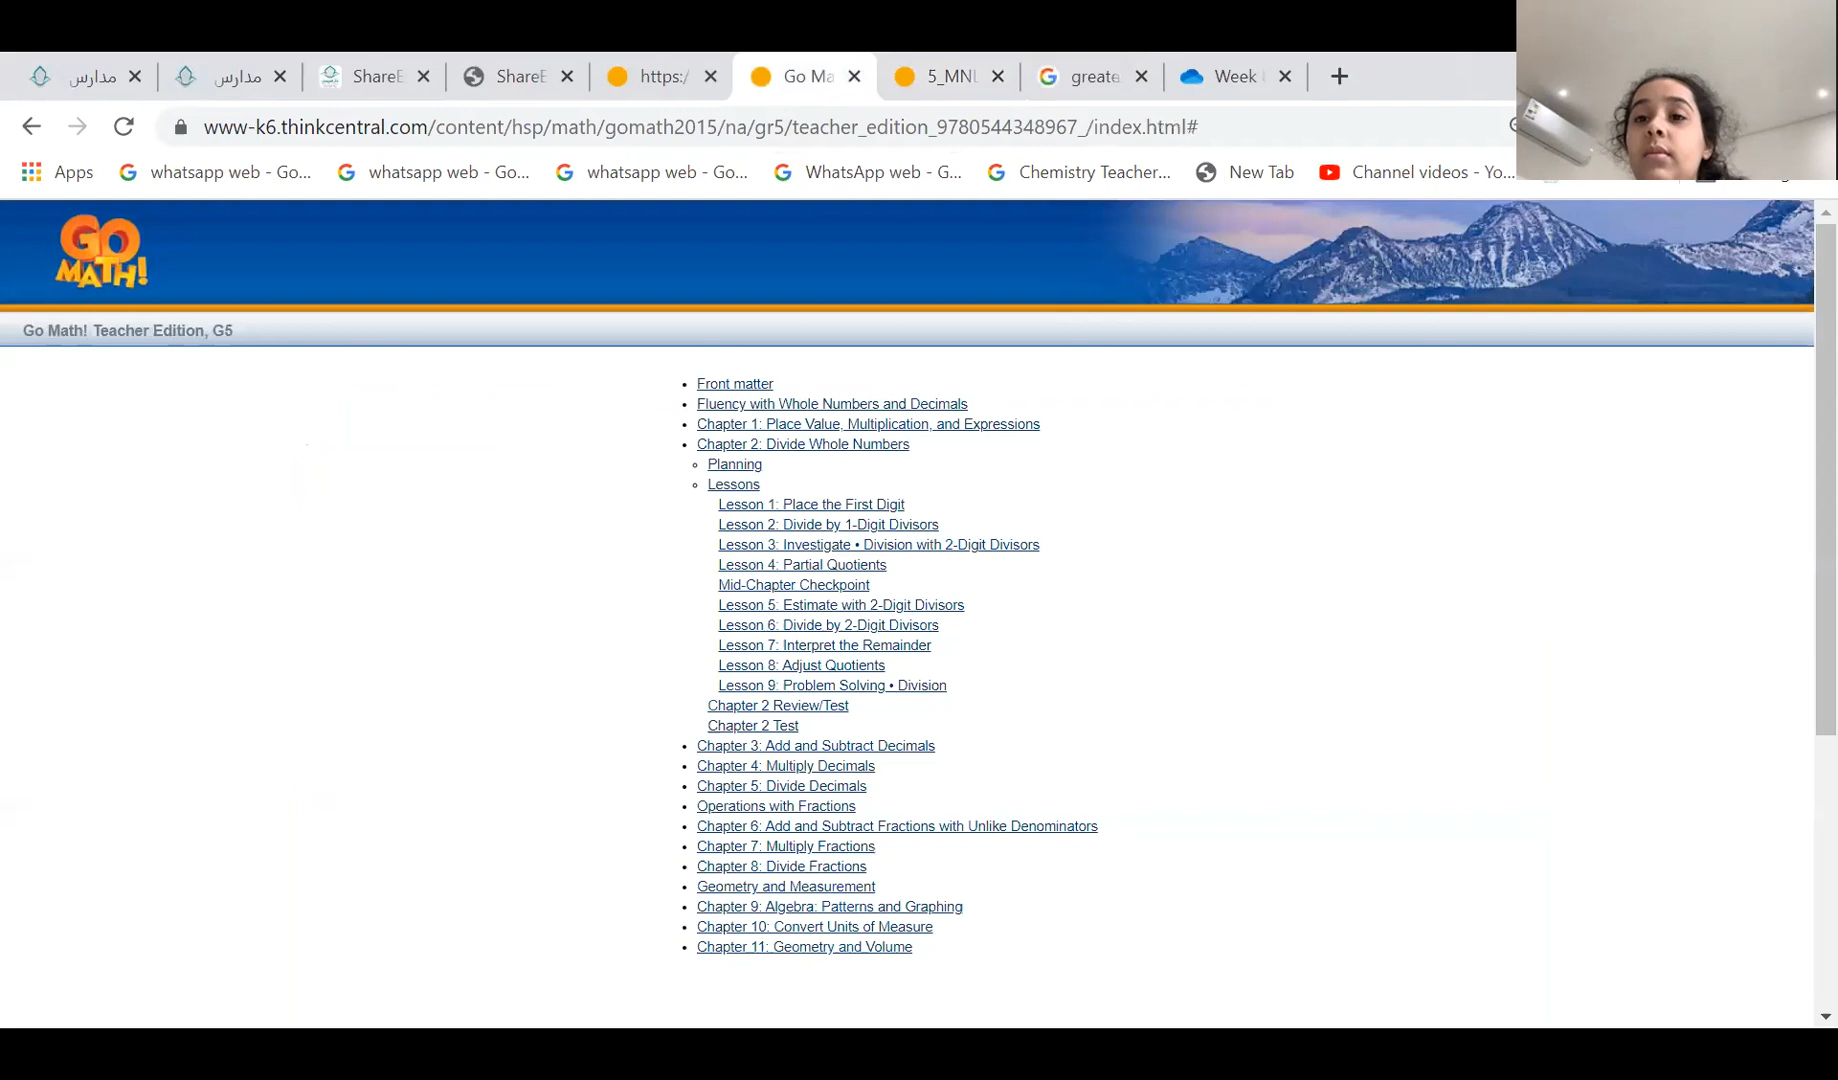 مدارس
مدارس
ShareE
ShareE
https:/
Go Ma
5_MNL
greate
Week
www-k6.thinkcentral.com/content/hsp/math/gomath2015/na/gr5/teacher_edition_9780544348967_/index.html#
Apps
whatsapp web - Go...
whatsapp web - Go...
whatsapp web - Go...
WhatsApp web - G...
Chemistry Teacher...
New Tab
Channel videos - Yo...
GO
MATH!
Go Math! Teacher Edition, G5
Front matter
Fluency with Whole Numbers and Decimals
Chapter 1: Place Value, Multiplication, and Expressions
Chapter 2: Divide Whole Numbers
Planning
Lessons
Lesson 1: Place the First Digit
Lesson 2: Divide by 1-Digit Divisors
Lesson 3: Investigate • Division with 2-Digit Divisors
Lesson 4: Partial Quotients
Mid-Chapter Checkpoint
Lesson 5: Estimate with 2-Digit Divisors
Lesson 6: Divide by 2-Digit Divisors
Lesson 7: Interpret the Remainder
Lesson 8: Adjust Quotients
Lesson 9: Problem Solving • Division
Chapter 2 Review/Test
Chapter 2 Test
Chapter 3: Add and Subtract Decimals
Chapter 4: Multiply Decimals
Chapter 5: Divide Decimals
Operations with Fractions
Chapter 6: Add and Subtract Fractions with Unlike Denominators
Chapter 7: Multiply Fractions
Chapter 8: Divide Fractions
Geometry and Measurement
Chapter 9: Algebra: Patterns and Graphing
Chapter 10: Convert Units of Measure
Chapter 11: Geometry and Volume